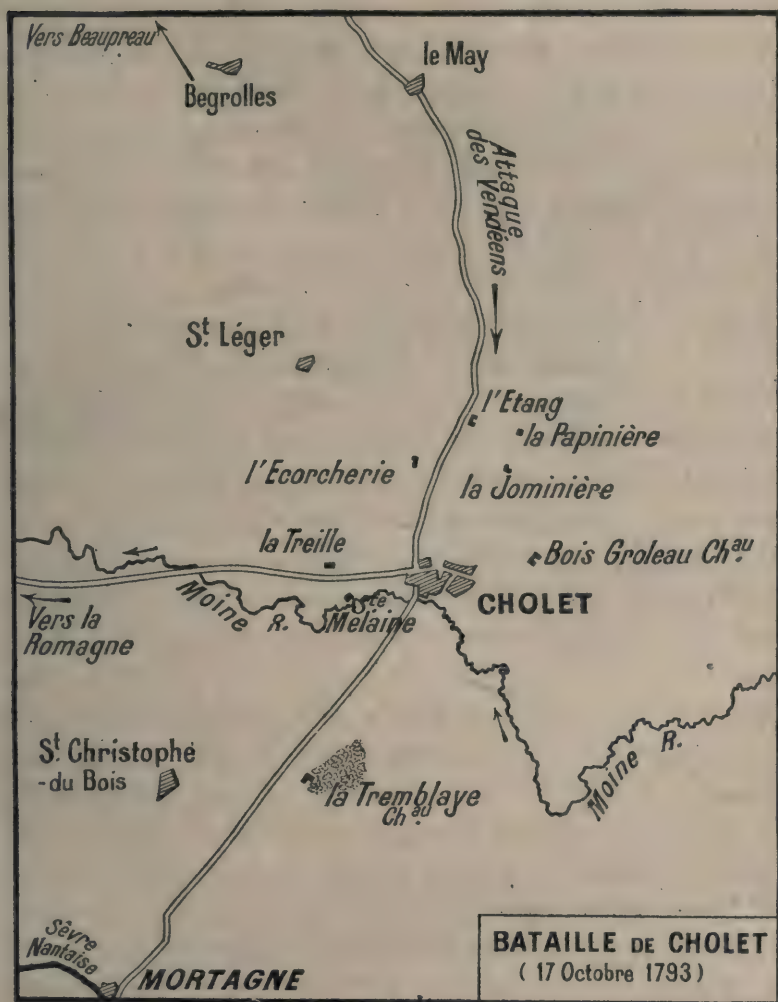 Vers Beaupreau
Begrolles
le May
Attaque
des Vendéens
St. Léger
l'Etang
la Papinière
l'Ecorcherie
la Jominière
la Treille
Bois Groleau Chau.
CHOLET
Moine R.
Ste
Melaine
Vers la
Romagne
St. Christophe
-du Bois
la Tremblaye
Chau.
Moine R.
Sèvre
Nantaise
MORTAGNE
BATAILLE DE CHOLET
( 17 Octobre 1793 )